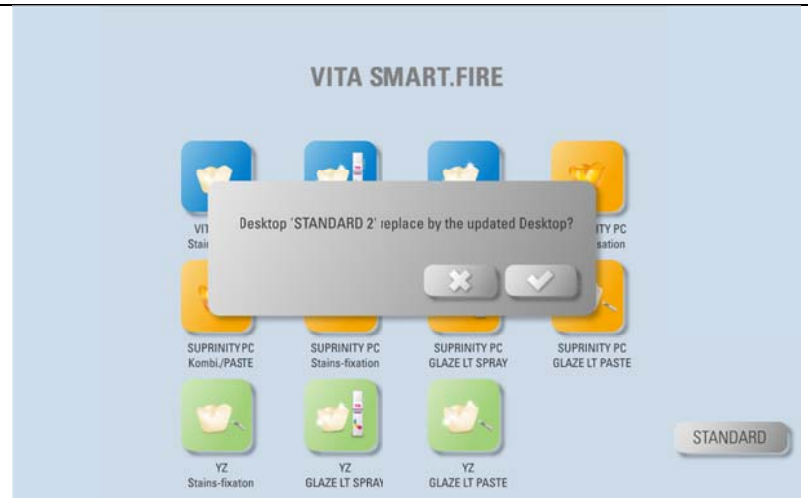 VITA SMART.FIRE
Desktop 'STANDARD 2' replace by the updated Desktop?
SUPRINITY PC
Kombi./PASTE
SUPRINITY PC
Stains-fixation
SUPRINITY PC
GLAZE LT SPRAY
SUPRINITY PC
GLAZE LT PASTE
STANDARD
YZ
Stains-fixaton
YZ
GLAZE LT SPRAY
YZ
GLAZE LT PASTE